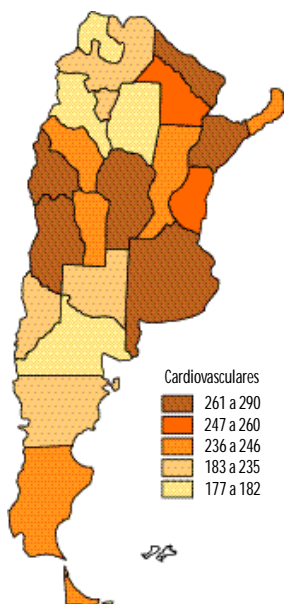 Cardiovasculares
261 a 290
247 a 260
236 a 246
183 a 235
177 a 182